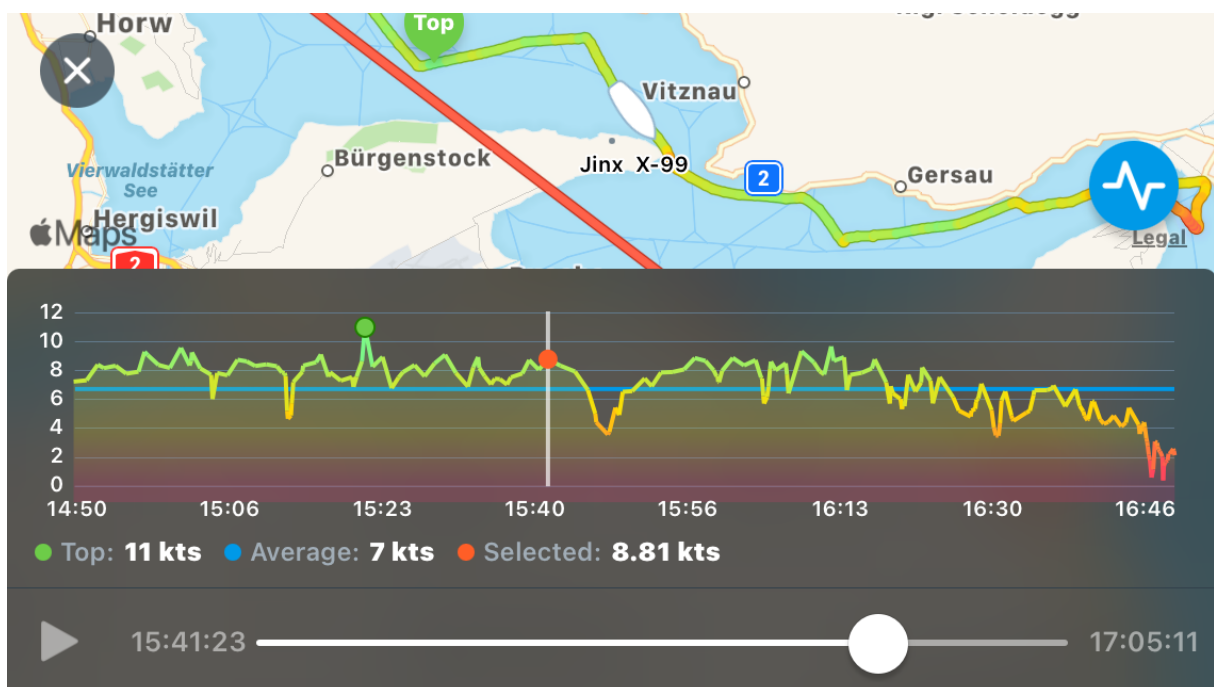 Horw
Top
Vitznau
Bürgenstock
Jinx X-99
2
Vierwaldstätter
See
Gersau
Hergiswil
Maps
Legal
2
12
10
8
6
4
2
0
14:50 15:06 15:23 15:40 15:56 16:13 16:30 16:46
Top: 11 kts Average: 7 kts Selected: 8.81 kts
15:41:23 17:05:11